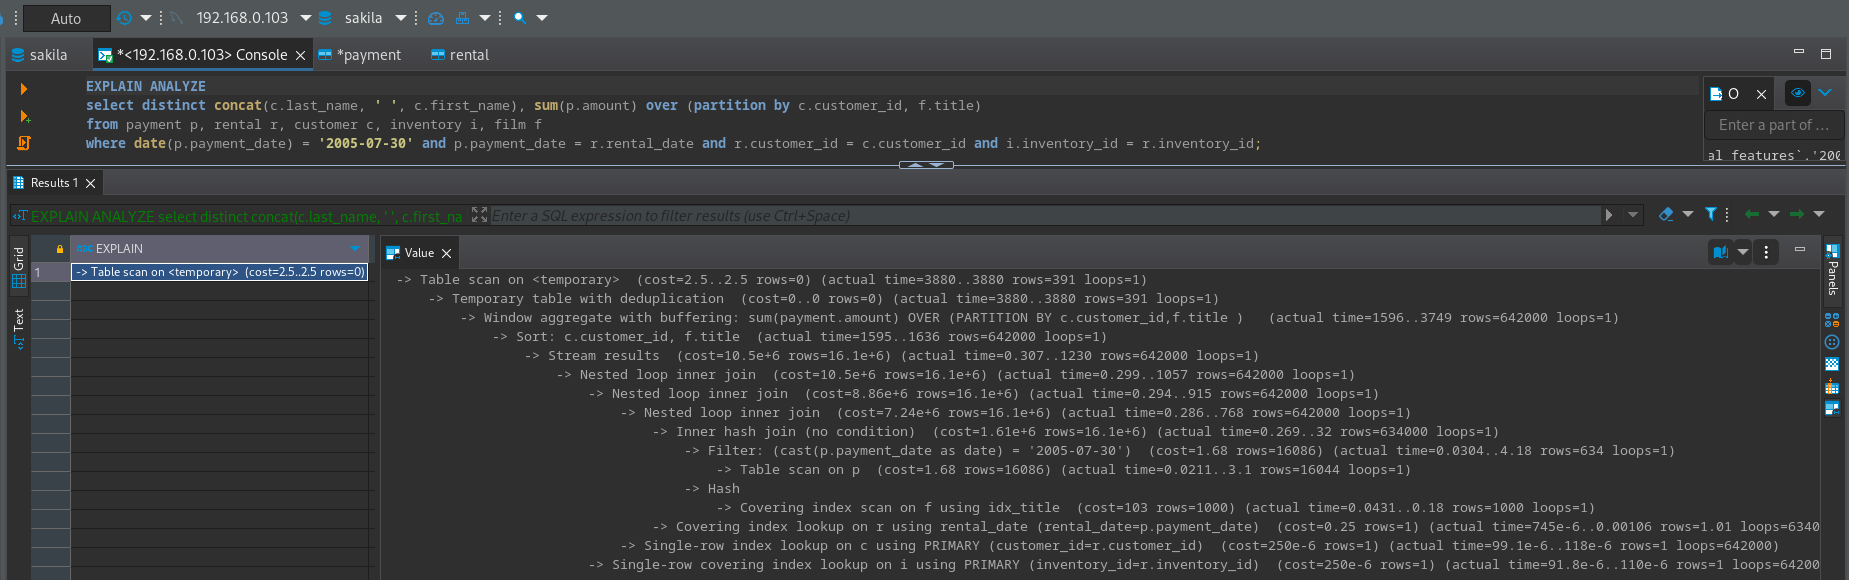 Auto 192.168.0.103 sakila
sakila *<192.168.0.103> Console *payment rental
EXPLAIN ANALYZE
select distinct concat(c.last_name, ' ', c.first_name), sum(p.amount) over (partition by c.customer_id, f.title)
from payment p, rental r, customer c, inventory i, film f
where date(p.payment_date) = '2005-07-30' and p.payment_date = r.rental_date and r.customer_id = c.customer_id and i.inventory_id = r.inventory_id;
O
Enter a part of ...
al features`.'200
Results 1
EXPLAIN ANALYZE select distinct concat(c.last_name, ' ', c.first_na Enter a SQL expression to filter results (use Ctrl+Space)
Grid
Text
ABC EXPLAIN
1 -> Table scan on <temporary> (cost=2.5..2.5 rows=0)
Value
-> Table scan on <temporary> (cost=2.5..2.5 rows=0) (actual time=3880..3880 rows=391 loops=1)
-> Temporary table with deduplication (cost=0..0 rows=0) (actual time=3880..3880 rows=391 loops=1)
-> Window aggregate with buffering: sum(payment.amount) OVER (PARTITION BY c.customer_id,f.title ) (actual time=1596..3749 rows=642000 loops=1)
-> Sort: c.customer_id, f.title (actual time=1595..1636 rows=642000 loops=1)
-> Stream results (cost=10.5e+6 rows=16.1e+6) (actual time=0.307..1230 rows=642000 loops=1)
-> Nested loop inner join (cost=10.5e+6 rows=16.1e+6) (actual time=0.299..1057 rows=642000 loops=1)
-> Nested loop inner join (cost=8.86e+6 rows=16.1e+6) (actual time=0.294..915 rows=642000 loops=1)
-> Nested loop inner join (cost=7.24e+6 rows=16.1e+6) (actual time=0.286..768 rows=642000 loops=1)
-> Inner hash join (no condition) (cost=1.61e+6 rows=16.1e+6) (actual time=0.269..32 rows=634000 loops=1)
-> Filter: (cast(p.payment_date as date) = '2005-07-30') (cost=1.68 rows=16086) (actual time=0.0304..4.18 rows=634 loops=1)
-> Table scan on p (cost=1.68 rows=16086) (actual time=0.0211..3.1 rows=16044 loops=1)
-> Hash
-> Covering index scan on f using idx_title (cost=103 rows=1000) (actual time=0.0431..0.18 rows=1000 loops=1)
-> Covering index lookup on r using rental_date (rental_date=p.payment_date) (cost=0.25 rows=1) (actual time=745e-6..0.00106 rows=1.01 loops=6340
-> Single-row index lookup on c using PRIMARY (customer_id=r.customer_id) (cost=250e-6 rows=1) (actual time=99.1e-6..118e-6 rows=1 loops=642000)
-> Single-row covering index lookup on i using PRIMARY (inventory_id=r.inventory_id) (cost=250e-6 rows=1) (actual time=91.8e-6..110e-6 rows=1 loops=64200
Panels